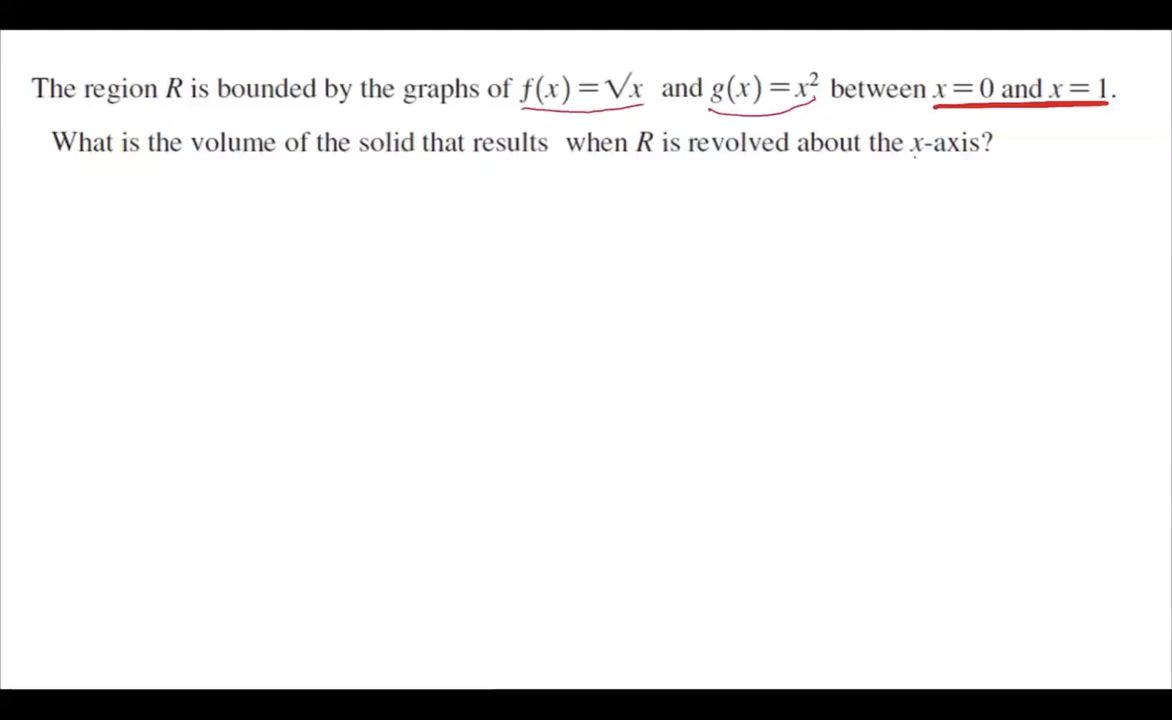 The region R is bounded by the graphs of f(x) = √x and g(x) = x² between x = 0 and x = 1.
What is the volume of the solid that results when R is revolved about the x-axis?